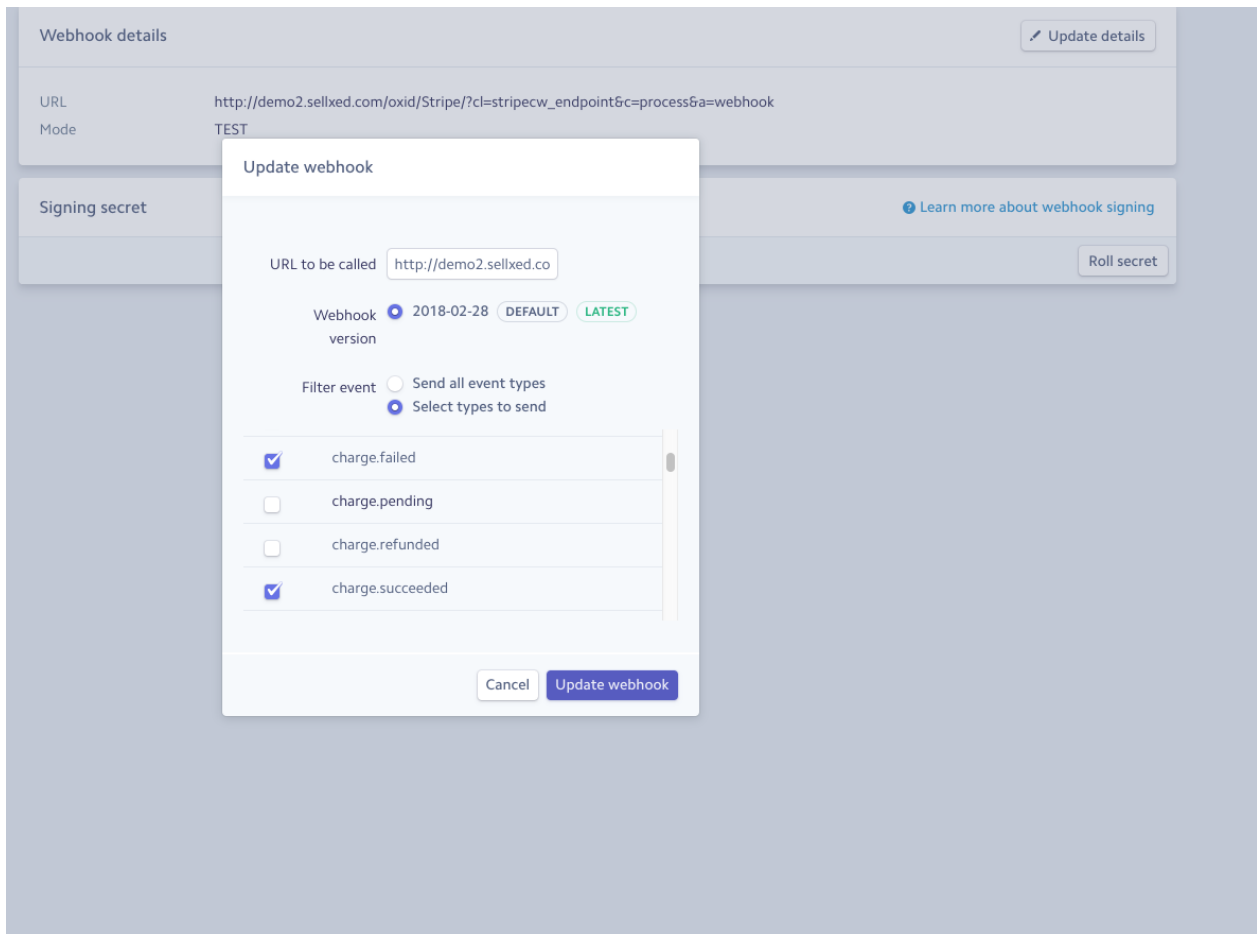 Webhook details
Update details
URL http://demo2.sellxed.com/oxid/Stripe/?cl=stripecw_endpoint&c=process&a=webhook
Mode TEST
Update webhook
Signing secret
Learn more about webhook signing
Roll secret
URL to be called http://demo2.sellxed.co
Webhook version
2018-02-28 DEFAULT LATEST
Filter event
Send all event types
Select types to send
charge.failed
charge.pending
charge.refunded
charge.succeeded
Cancel Update webhook